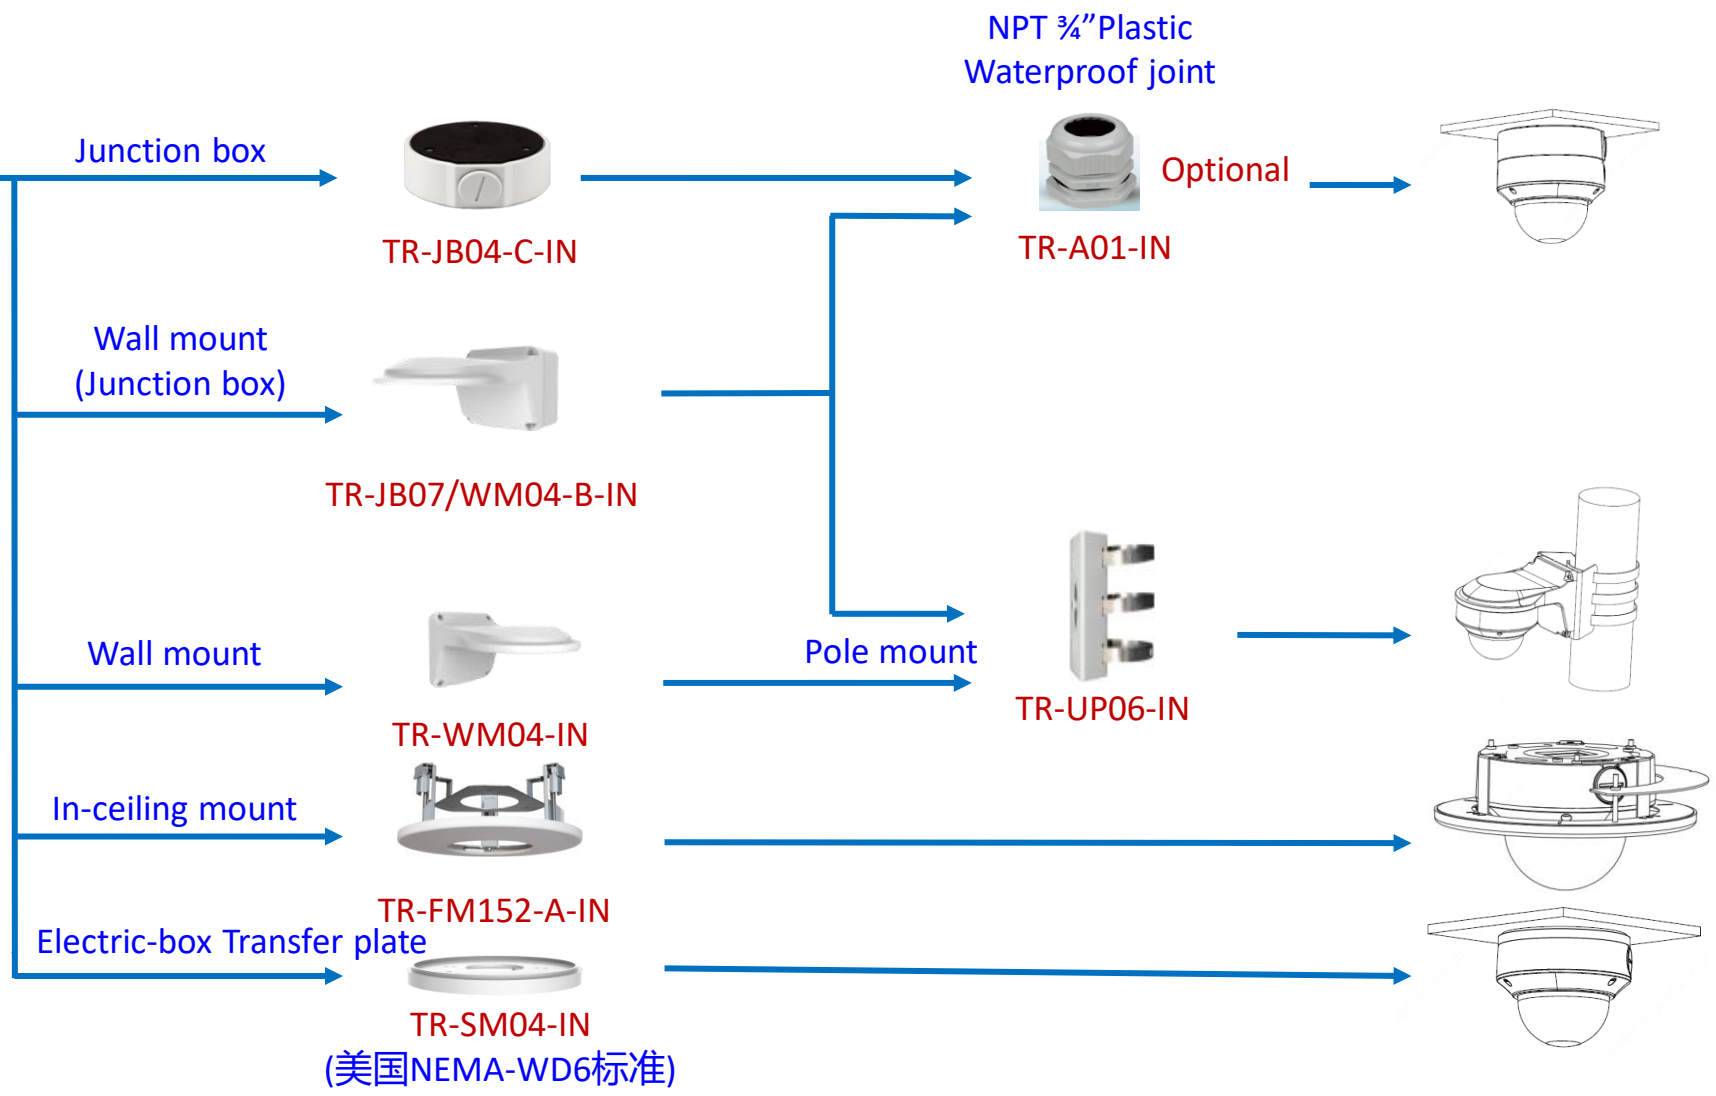 NPT ¾”Plastic
Waterproof joint
Junction box
Optional
TR-JB04-C-IN
TR-A01-IN
Wall mount
(Junction box)
TR-JB07/WM04-B-IN
Wall mount
Pole mount
TR-UP06-IN
TR-WM04-IN
In-ceiling mount
TR-FM152-A-IN
Electric-box Transfer plate
TR-SM04-IN
(美国NEMA-WD6标准)